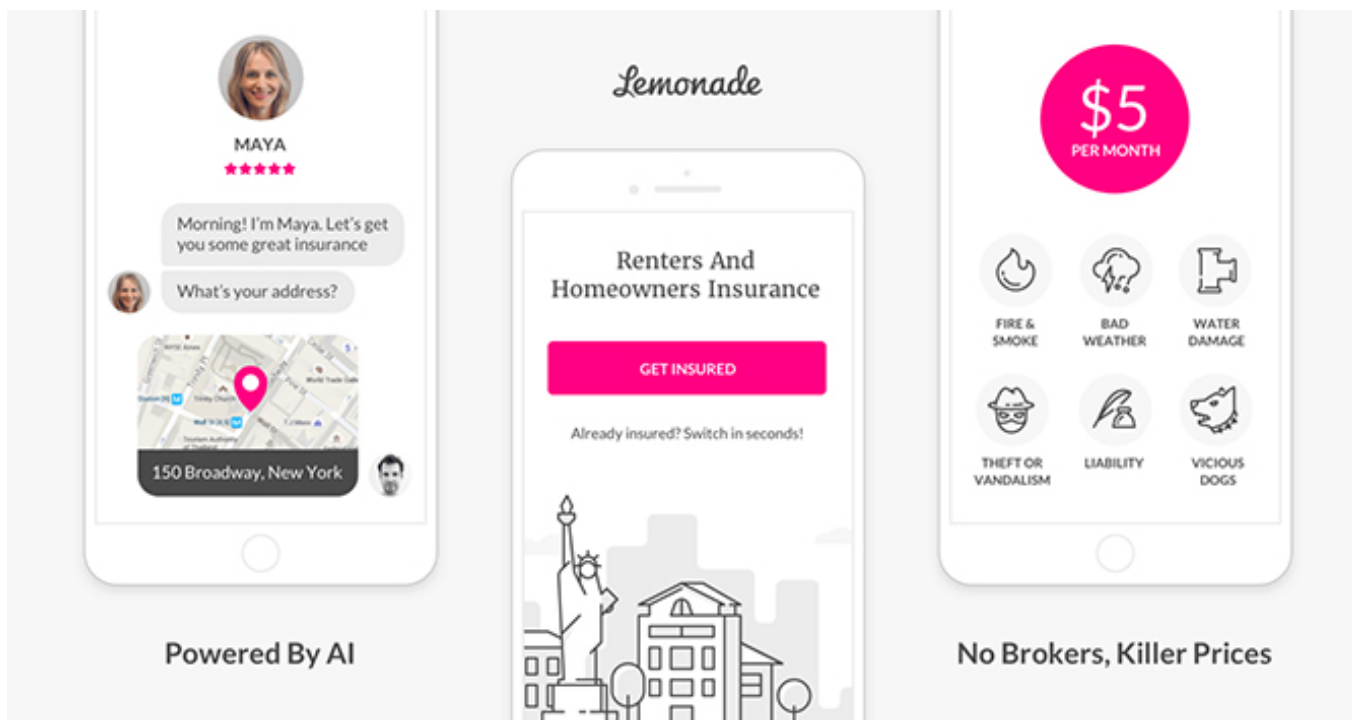 MAYA
Morning! I'm Maya. Let's get
you some great insurance
What's your address?
Trinity Church
150 Broadway, New York
Powered By AI
Lemonade
Renters And
Homeowners Insurance
GET INSURED
Already insured? Switch in seconds!
$5
PER MONTH
FIRE &
SMOKE
BAD
WEATHER
WATER
DAMAGE
THEFT OR
VANDALISM
LIABILITY
VICIOUS
DOGS
No Brokers, Killer Prices